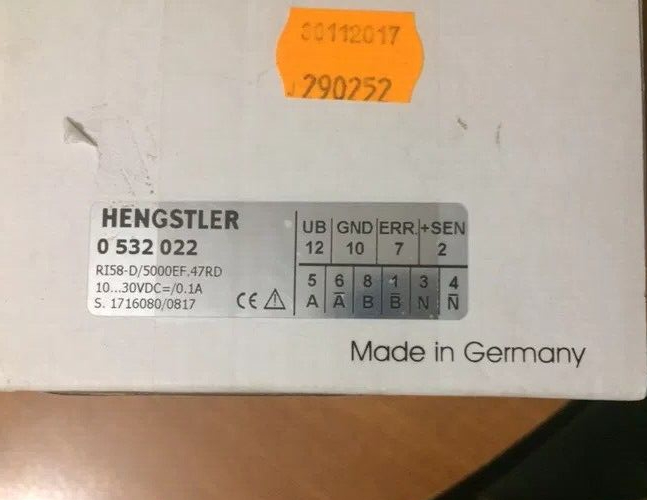 30112017
290252
HENGSTLER
0 532 022
RI58-D/5000EF.47RD
10...30VDC=/0.1A
S. 1716080/0817
CE
UB GND ERR. +SEN
12 10 7 2
5 6 8 1 3 4
A A̅ B B̅ N N̅
Made in Germany